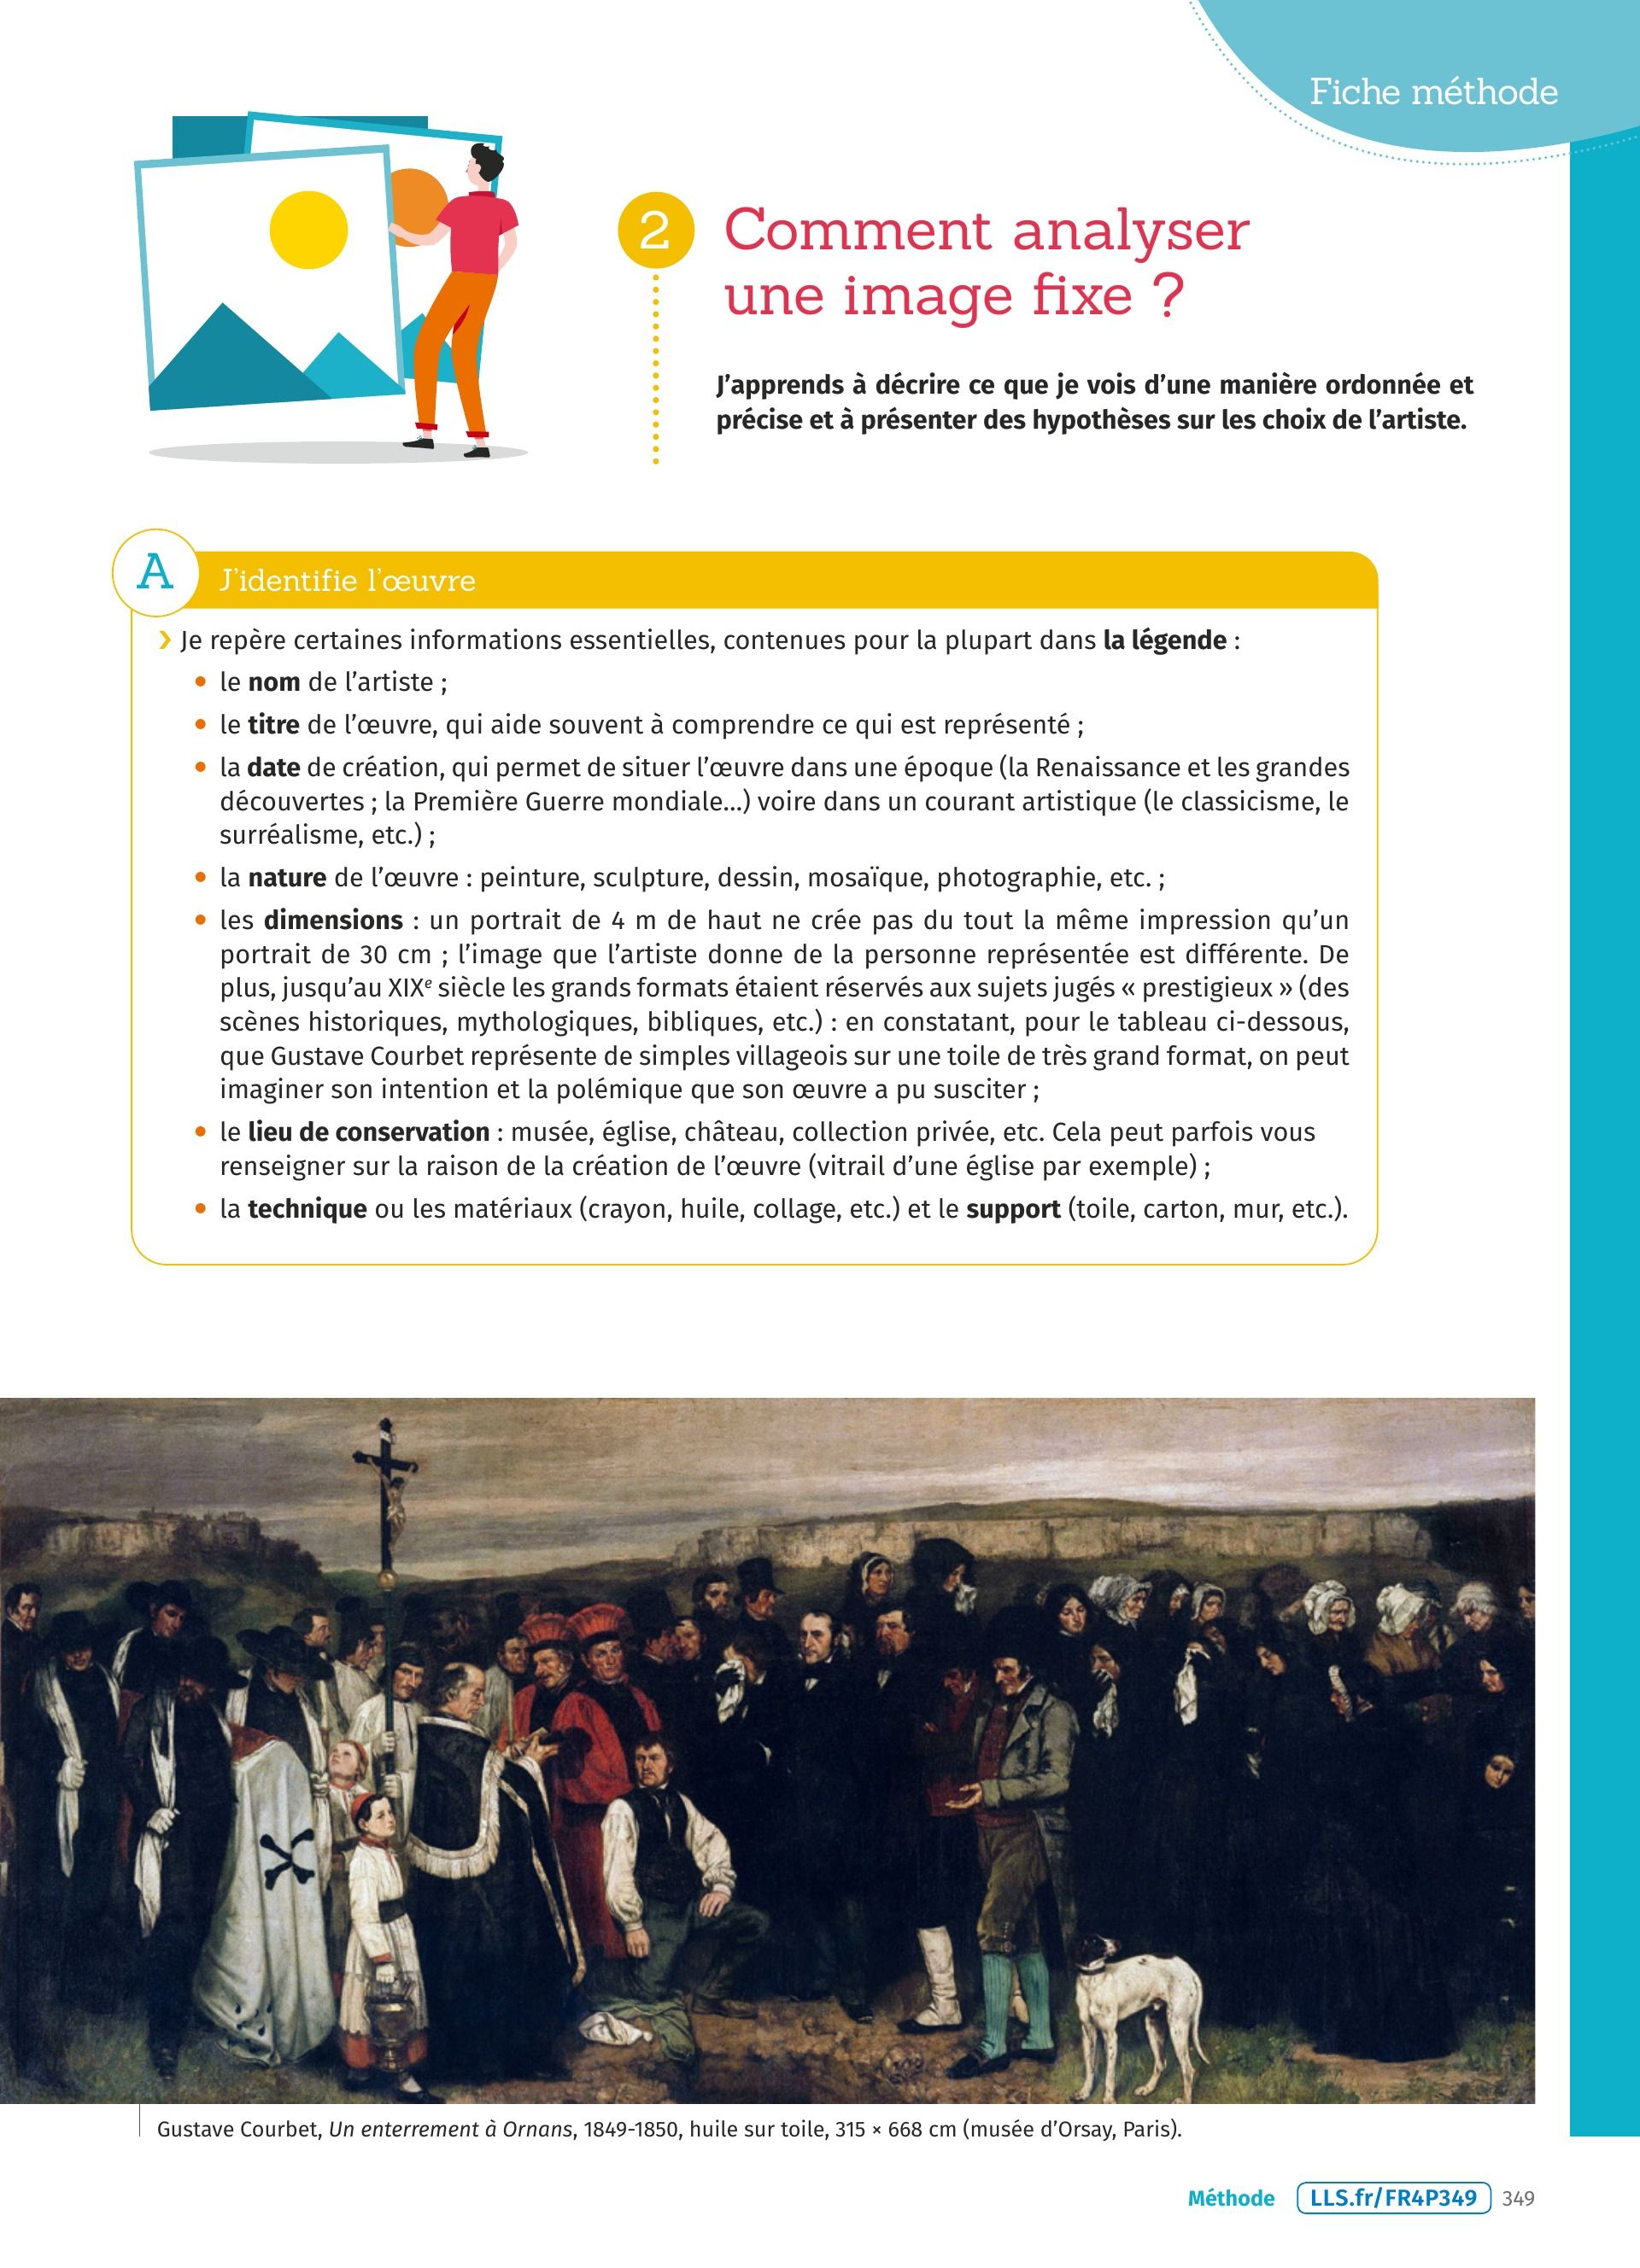 Fiche méthode
2
Comment analyser
une image fixe ?
J’apprends à décrire ce que je vois d’une manière ordonnée et
précise et à présenter des hypothèses sur les choix de l’artiste.
A
J’identifie l’œuvre
› Je repère certaines informations essentielles, contenues pour la plupart dans la légende :
• le nom de l’artiste ;
• le titre de l’œuvre, qui aide souvent à comprendre ce qui est représenté ;
• la date de création, qui permet de situer l’œuvre dans une époque (la Renaissance et les grandes
découvertes ; la Première Guerre mondiale…) voire dans un courant artistique (le classicisme, le
surréalisme, etc.) ;
• la nature de l’œuvre : peinture, sculpture, dessin, mosaïque, photographie, etc. ;
• les dimensions : un portrait de 4 m de haut ne crée pas du tout la même impression qu’un
portrait de 30 cm ; l’image que l’artiste donne de la personne représentée est différente. De
plus, jusqu’au XIXe siècle les grands formats étaient réservés aux sujets jugés « prestigieux » (des
scènes historiques, mythologiques, bibliques, etc.) : en constatant, pour le tableau ci-dessous,
que Gustave Courbet représente de simples villageois sur une toile de très grand format, on peut
imaginer son intention et la polémique que son œuvre a pu susciter ;
• le lieu de conservation : musée, église, château, collection privée, etc. Cela peut parfois vous
renseigner sur la raison de la création de l’œuvre (vitrail d’une église par exemple) ;
• la technique ou les matériaux (crayon, huile, collage, etc.) et le support (toile, carton, mur, etc.).
Gustave Courbet, Un enterrement à Ornans, 1849-1850, huile sur toile, 315 × 668 cm (musée d’Orsay, Paris).
Méthode LLS.fr/FR4P349 349